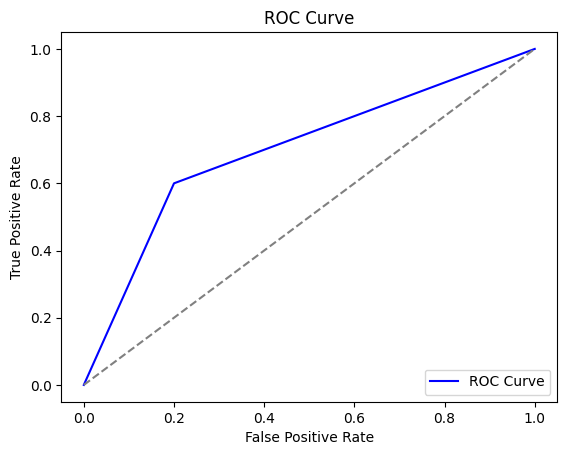 ROC Curve
True Positive Rate
1.0
0.8
0.6
0.4
0.2
0.0
ROC Curve
0.0 0.2 0.4 0.6 0.8 1.0
False Positive Rate